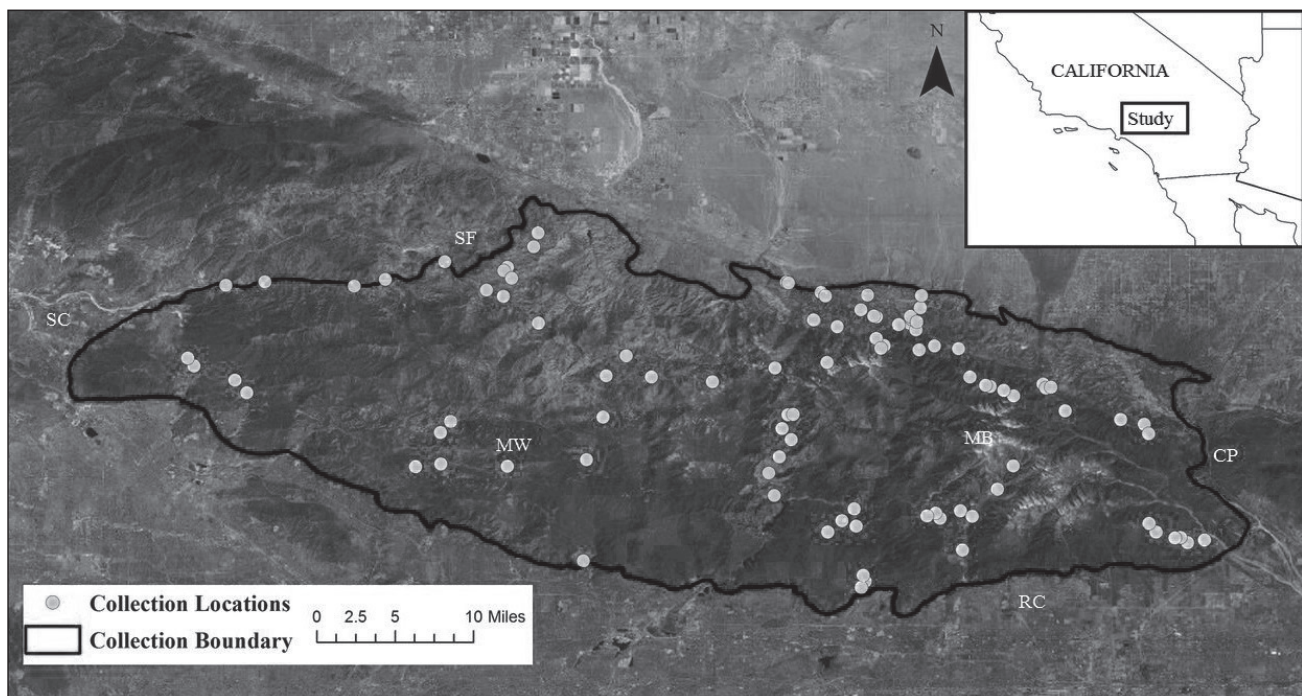 N
CALIFORNIA
Study
SF
SC
MW
MB
CP
RC
Collection Locations
Collection Boundary
0 2.5 5 10 Miles